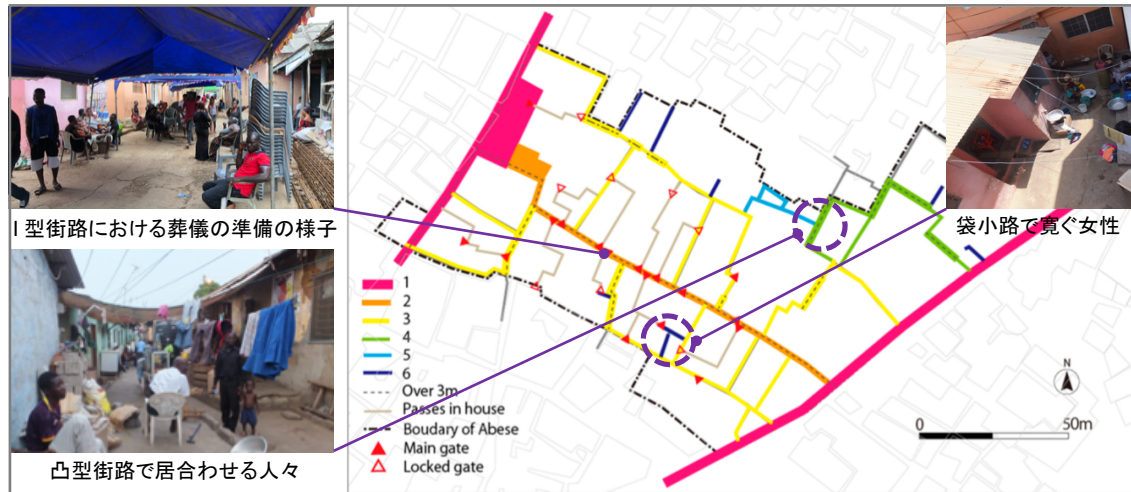 I 型街路における葬儀の準備の様子
凸型街路で居合わせる人々
袋小路で寛ぐ女性
1
2
3
4
5
6
Over 3m
Passes in house
Boudary of Abese
Main gate
Locked gate
N
0
50m